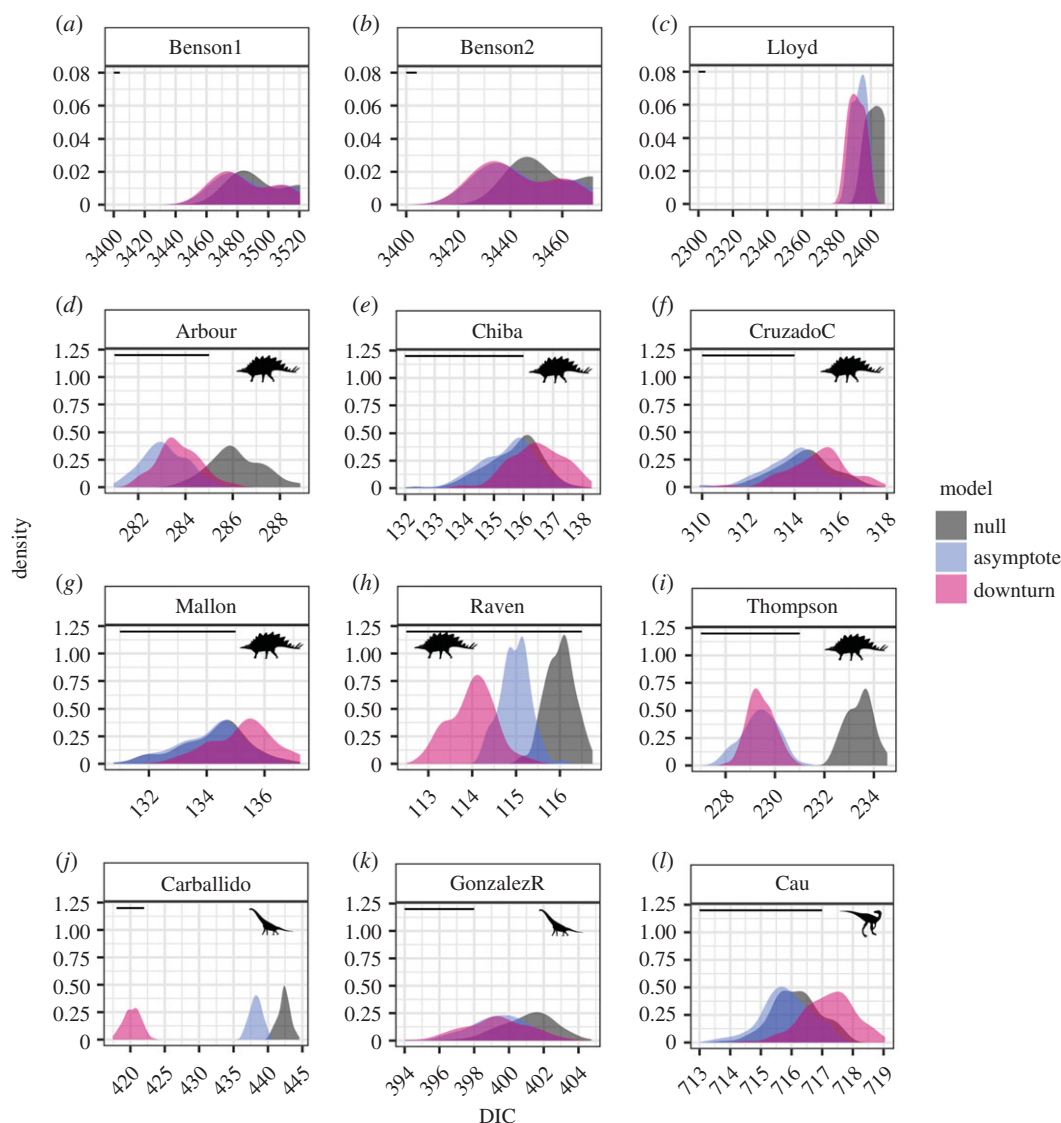 (a) (b) (c)
Benson1 Benson2 Lloyd
0.08 0.08 0.08
0.06 0.06 0.06
0.04 0.04 0.04
0.02 0.02 0.02
0 0 0
3400 3420 3440 3460 3480 3500 3520 3400 3420 3440 3460 2300 2320 2340 2360 2380 2400
(d) (e) (f)
Arbour Chiba CruzadoC
1.25 1.25 1.25
1.00 1.00 1.00
0.75 0.75 0.75
0.50 0.50 0.50
0.25 0.25 0.25
0 0 0
282 284 286 288 132 133 134 135 136 137 138 310 312 314 316 318
density
model
null
asymptote
downturn
(g) (h) (i)
Mallon Raven Thompson
1.25 1.25 1.25
1.00 1.00 1.00
0.75 0.75 0.75
0.50 0.50 0.50
0.25 0.25 0.25
0 0 0
132 134 136 113 114 115 116 228 230 232 234
(j) (k) (l)
Carballido GonzalezR Cau
1.25 1.25 1.25
1.00 1.00 1.00
0.75 0.75 0.75
0.50 0.50 0.50
0.25 0.25 0.25
0 0 0
420 425 430 435 440 445 394 396 398 400 402 404 713 714 715 716 717 718 719
DIC